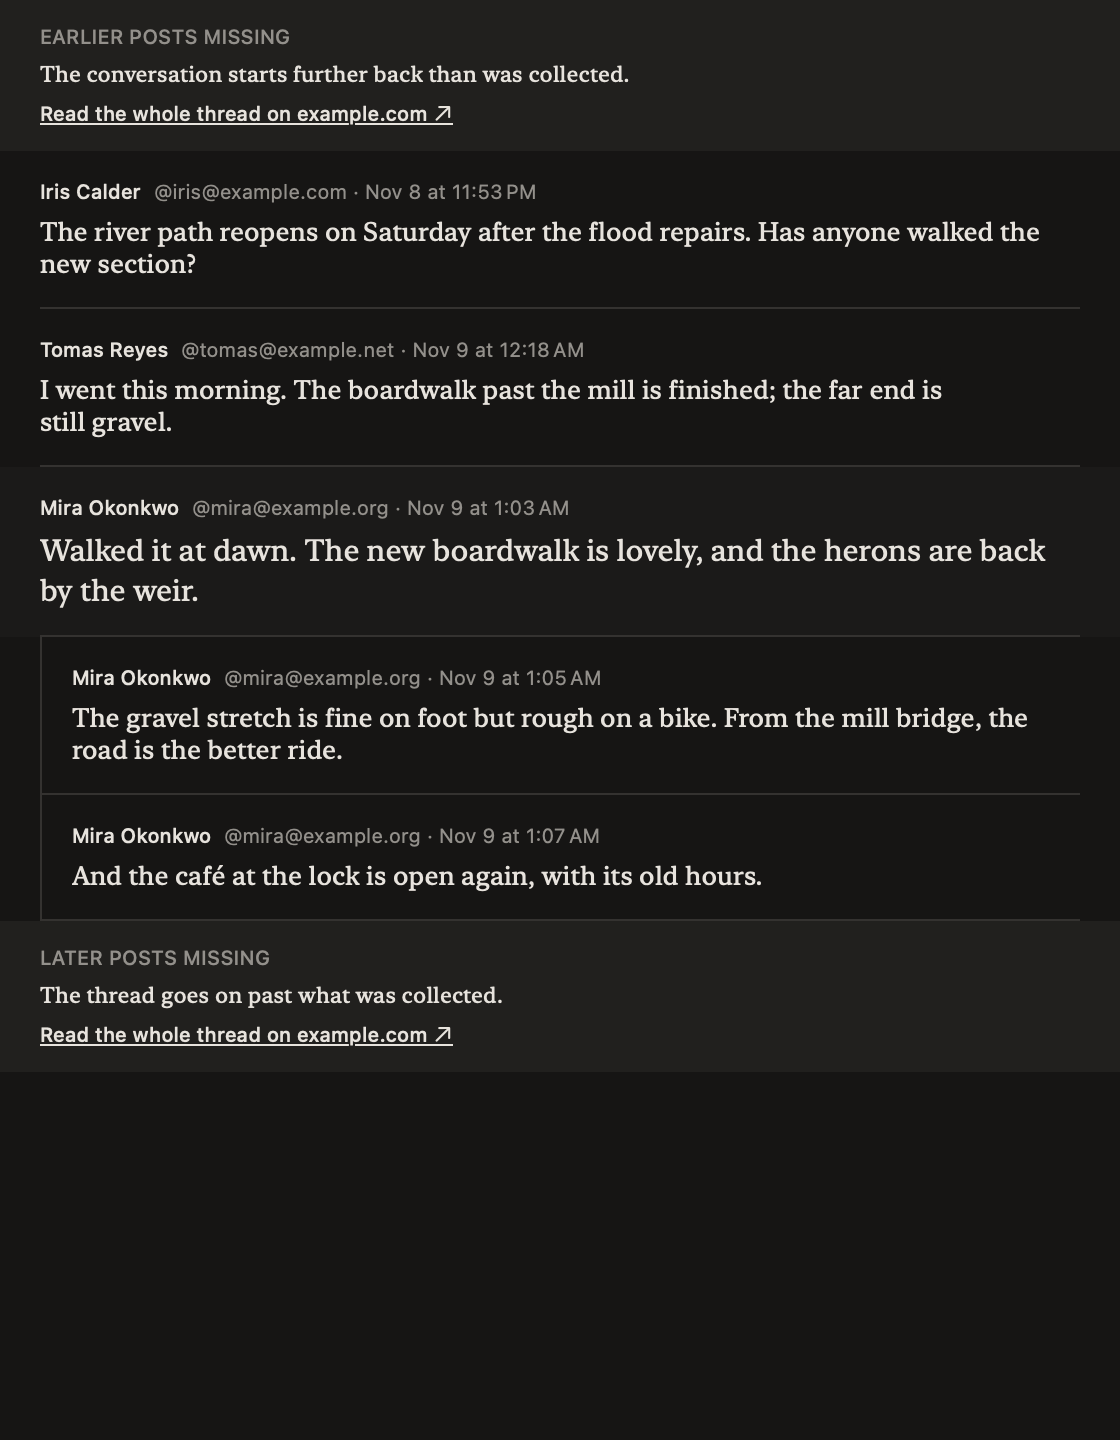 EARLIER POSTS MISSING
The conversation starts further back than was collected.
Read the whole thread on example.com ↗
Iris Calder @iris@example.com · Nov 8 at 11:53 PM
The river path reopens on Saturday after the flood repairs. Has anyone walked the
new section?
Tomas Reyes @tomas@example.net · Nov 9 at 12:18 AM
I went this morning. The boardwalk past the mill is finished; the far end is
still gravel.
Mira Okonkwo @mira@example.org · Nov 9 at 1:03 AM
Walked it at dawn. The new boardwalk is lovely, and the herons are back
by the weir.
Mira Okonkwo @mira@example.org · Nov 9 at 1:05 AM
The gravel stretch is fine on foot but rough on a bike. From the mill bridge, the
road is the better ride.
Mira Okonkwo @mira@example.org · Nov 9 at 1:07 AM
And the café at the lock is open again, with its old hours.
LATER POSTS MISSING
The thread goes on past what was collected.
Read the whole thread on example.com ↗